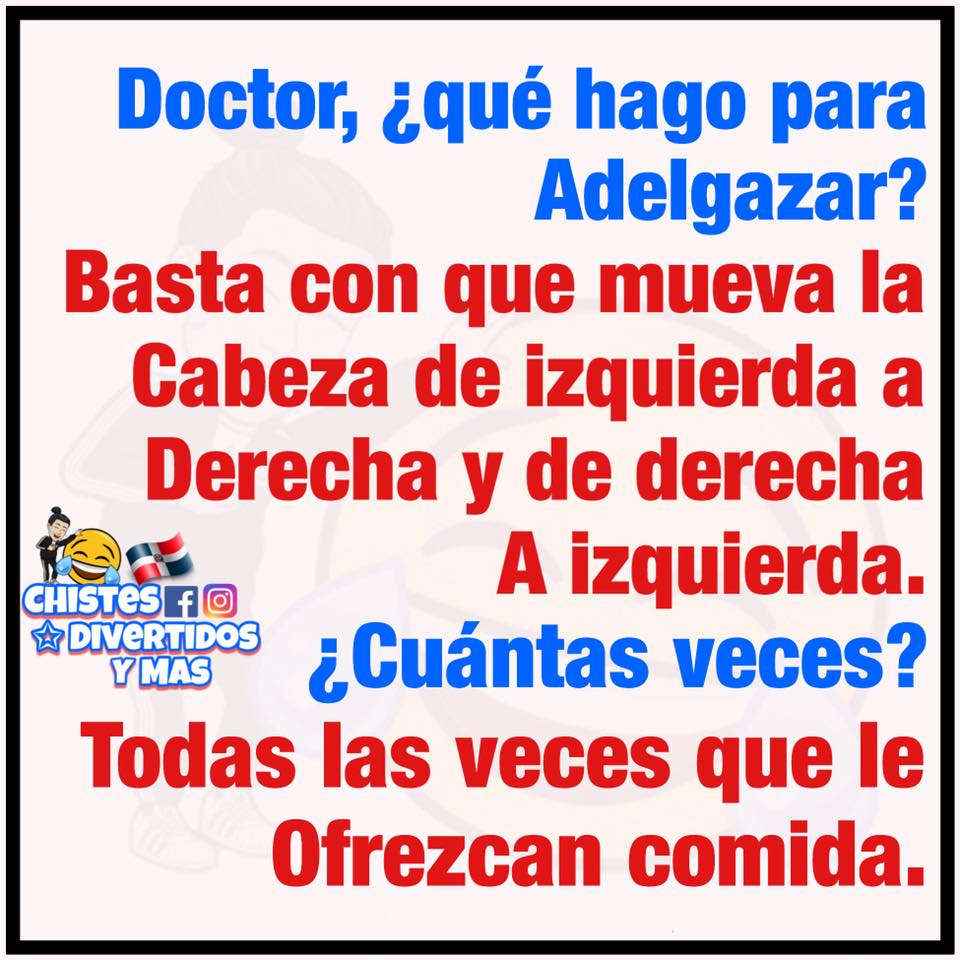 Doctor, ¿qué hago para
Adelgazar?
Basta con que mueva la
Cabeza de izquierda a
Derecha y de derecha
A izquierda.
¿Cuántas veces?
Todas las veces que le
Ofrezcan comida.
CHISTES
DIVERTIDOS
Y MAS